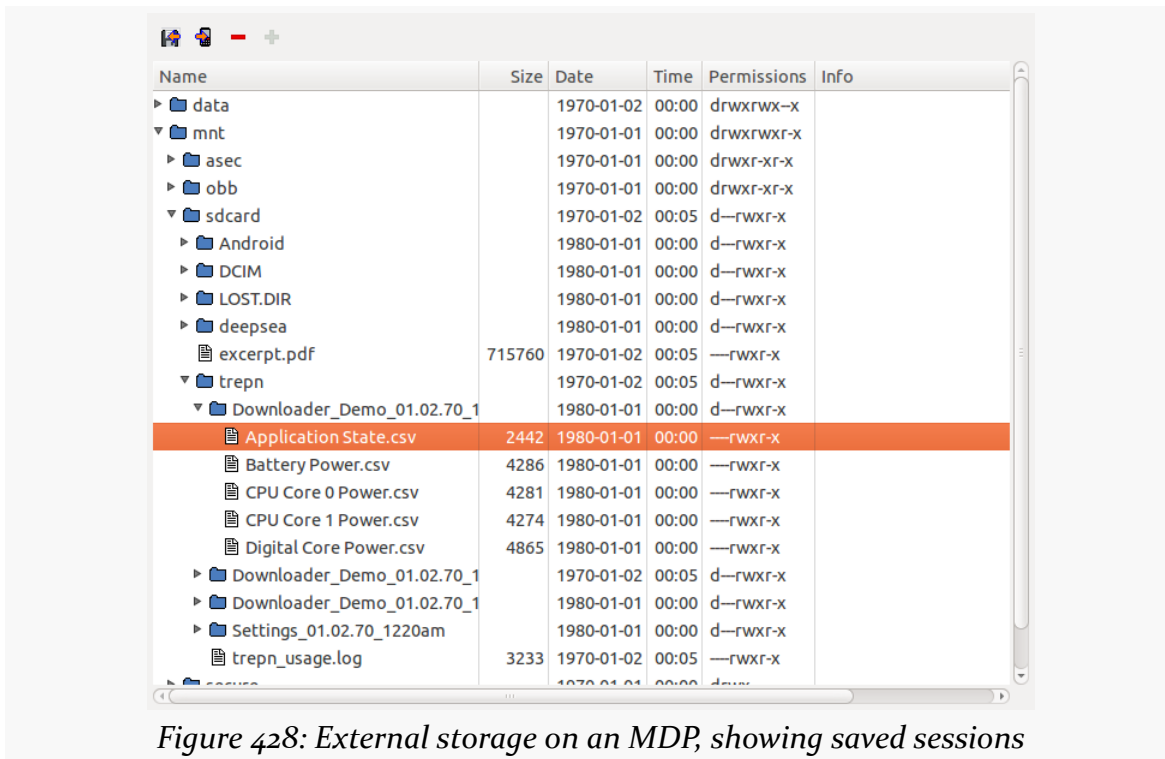 Name Size Date Time Permissions Info
data 1970-01-02 00:00 drwxrwx--x
mnt 1970-01-01 00:00 drwxrwxr-x
asec 1970-01-01 00:00 drwxr-xr-x
obb 1970-01-01 00:00 drwxr-xr-x
sdcard 1970-01-02 00:05 d---rwxr-x
Android 1980-01-01 00:00 d---rwxr-x
DCIM 1980-01-01 00:00 d---rwxr-x
LOST.DIR 1980-01-01 00:00 d---rwxr-x
deepsea 1980-01-01 00:00 d---rwxr-x
excerpt.pdf 715760 1970-01-02 00:05 ----rwxr-x
trepn 1970-01-02 00:05 d---rwxr-x
Downloader_Demo_01.02.70_1 1980-01-01 00:00 d---rwxr-x
Application State.csv 2442 1980-01-01 00:00 ----rwxr-x
Battery Power.csv 4286 1980-01-01 00:00 ----rwxr-x
CPU Core 0 Power.csv 4281 1980-01-01 00:00 ----rwxr-x
CPU Core 1 Power.csv 4274 1980-01-01 00:00 ----rwxr-x
Digital Core Power.csv 4865 1980-01-01 00:00 ----rwxr-x
Downloader_Demo_01.02.70_1 1970-01-02 00:05 d---rwxr-x
Downloader_Demo_01.02.70_1 1980-01-01 00:00 d---rwxr-x
Settings_01.02.70_1220am 1980-01-01 00:00 d---rwxr-x
trepn_usage.log 3233 1970-01-02 00:05 ----rwxr-x
secure 1970-01-01 00:00 drwx
Figure 428: External storage on an MDP, showing saved sessions